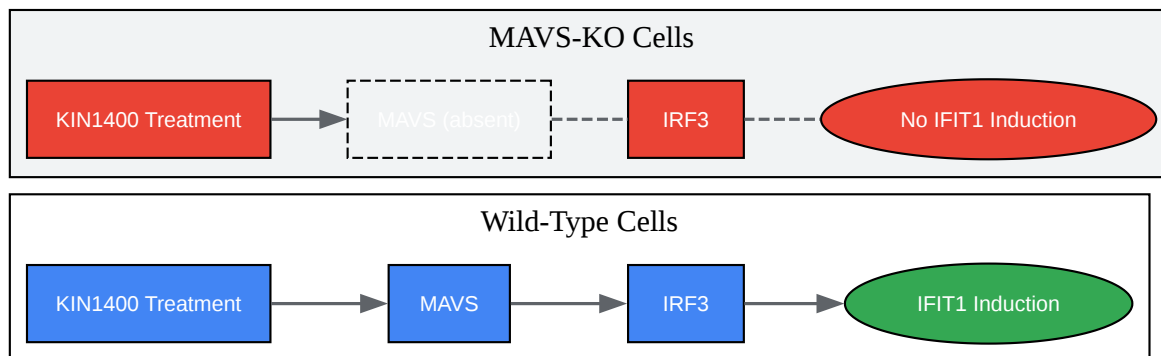 MAVS-KO Cells
KIN1400 Treatment
MAVS (absent)
IRF3
No IFIT1 Induction
Wild-Type Cells
KIN1400 Treatment
MAVS
IRF3
IFIT1 Induction